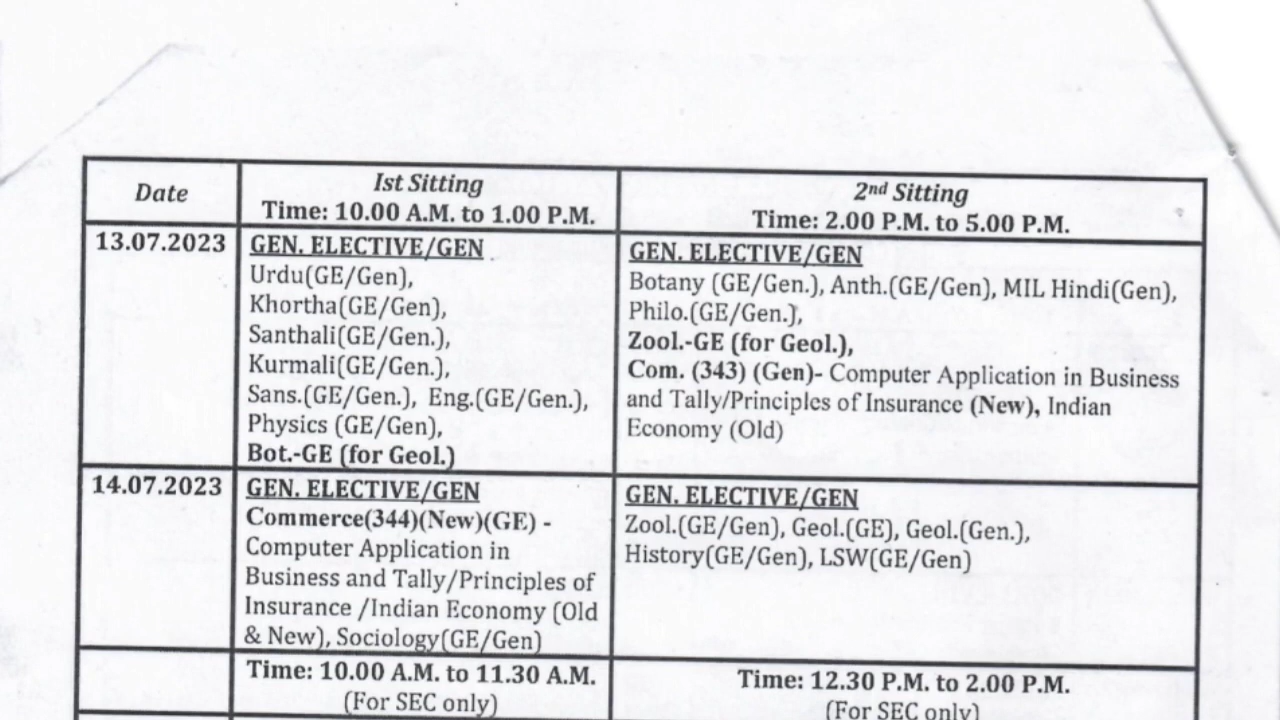 Date
Ist Sitting
Time: 10.00 A.M. to 1.00 P.M.
2nd Sitting
Time: 2.00 P.M. to 5.00 P.M.
13.07.2023
GEN. ELECTIVE/GEN
Urdu(GE/Gen),
Khortha(GE/Gen),
Santhali(GE/Gen.),
Kurmali(GE/Gen.),
Sans.(GE/Gen.), Eng.(GE/Gen.),
Physics (GE/Gen),
Bot.-GE (for Geol.)
GEN. ELECTIVE/GEN
Botany (GE/Gen.), Anth.(GE/Gen), MIL Hindi(Gen),
Philo.(GE/Gen.),
Zool.-GE (for Geol.),
Com. (343) (Gen)- Computer Application in Business
and Tally/Principles of Insurance (New), Indian
Economy (Old)
14.07.2023
GEN. ELECTIVE/GEN
Commerce(344)(New)(GE) -
Computer Application in
Business and Tally/Principles of
Insurance /Indian Economy (Old
& New), Sociology(GE/Gen)
GEN. ELECTIVE/GEN
Zool.(GE/Gen), Geol.(GE), Geol.(Gen.),
History(GE/Gen), LSW(GE/Gen)
Time: 10.00 A.M. to 11.30 A.M.
(For SEC only)
Time: 12.30 P.M. to 2.00 P.M.
(For SEC only)